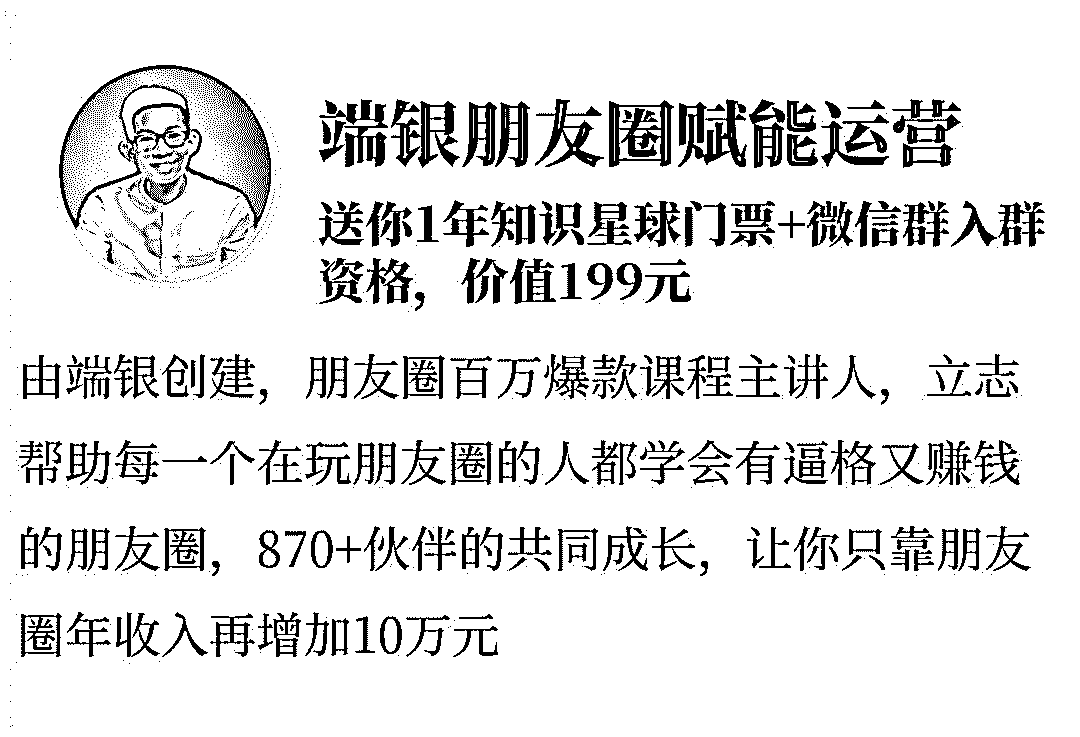 端银朋友圈赋能运营
送你1年知识星球门票+微信群入群
资格，价值199元
由端银创建，朋友圈百万爆款课程主讲人，立志
帮助每一个在玩朋友圈的人都学会有逼格又赚钱
的朋友圈，870+伙伴的共同成长，让你只靠朋友
圈年收入再增加10万元